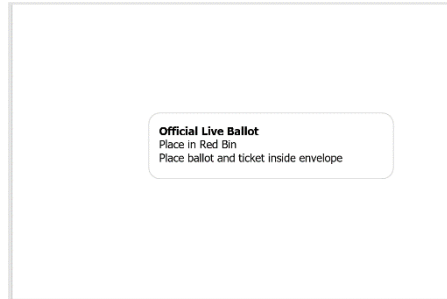 Official Live Ballot
Place in Red Bin
Place ballot and ticket inside envelope